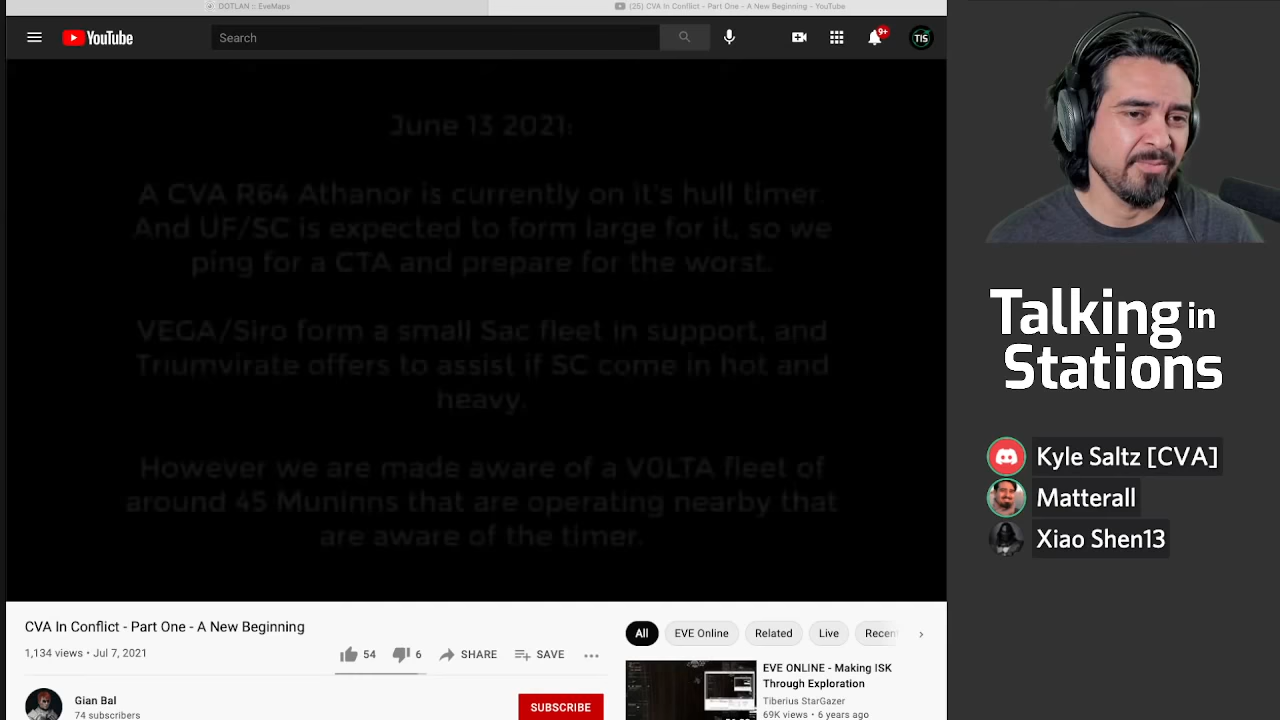 DOTLAN :: EveMaps
(25) CVA In Conflict - Part One - A New Beginning - YouTube
YouTube
Search
9+
TIS
June 13 2021:
A CVA R64 Athanor is currently on it's hull timer.
And UF/SC is expected to form large for it, so we
ping for a CTA and prepare for the worst.
VEGA/Siro form a small Sac fleet in support, and
Triumvirate offers to assist if SC come in hot and
heavy.
However we are made aware of a V0LTA fleet of
around 45 Muninns that are operating nearby that
are aware of the timer.
CVA In Conflict - Part One - A New Beginning
1,134 views • Jul 7, 2021
54
6
SHARE
SAVE
Gian Bal
74 subscribers
SUBSCRIBE
All
EVE Online
Related
Live
Recen
EVE ONLINE - Making ISK
Through Exploration
Tiberius StarGazer
69K views • 6 years ago
Talking in
Stations
Kyle Saltz [CVA]
Matterall
Xiao Shen13